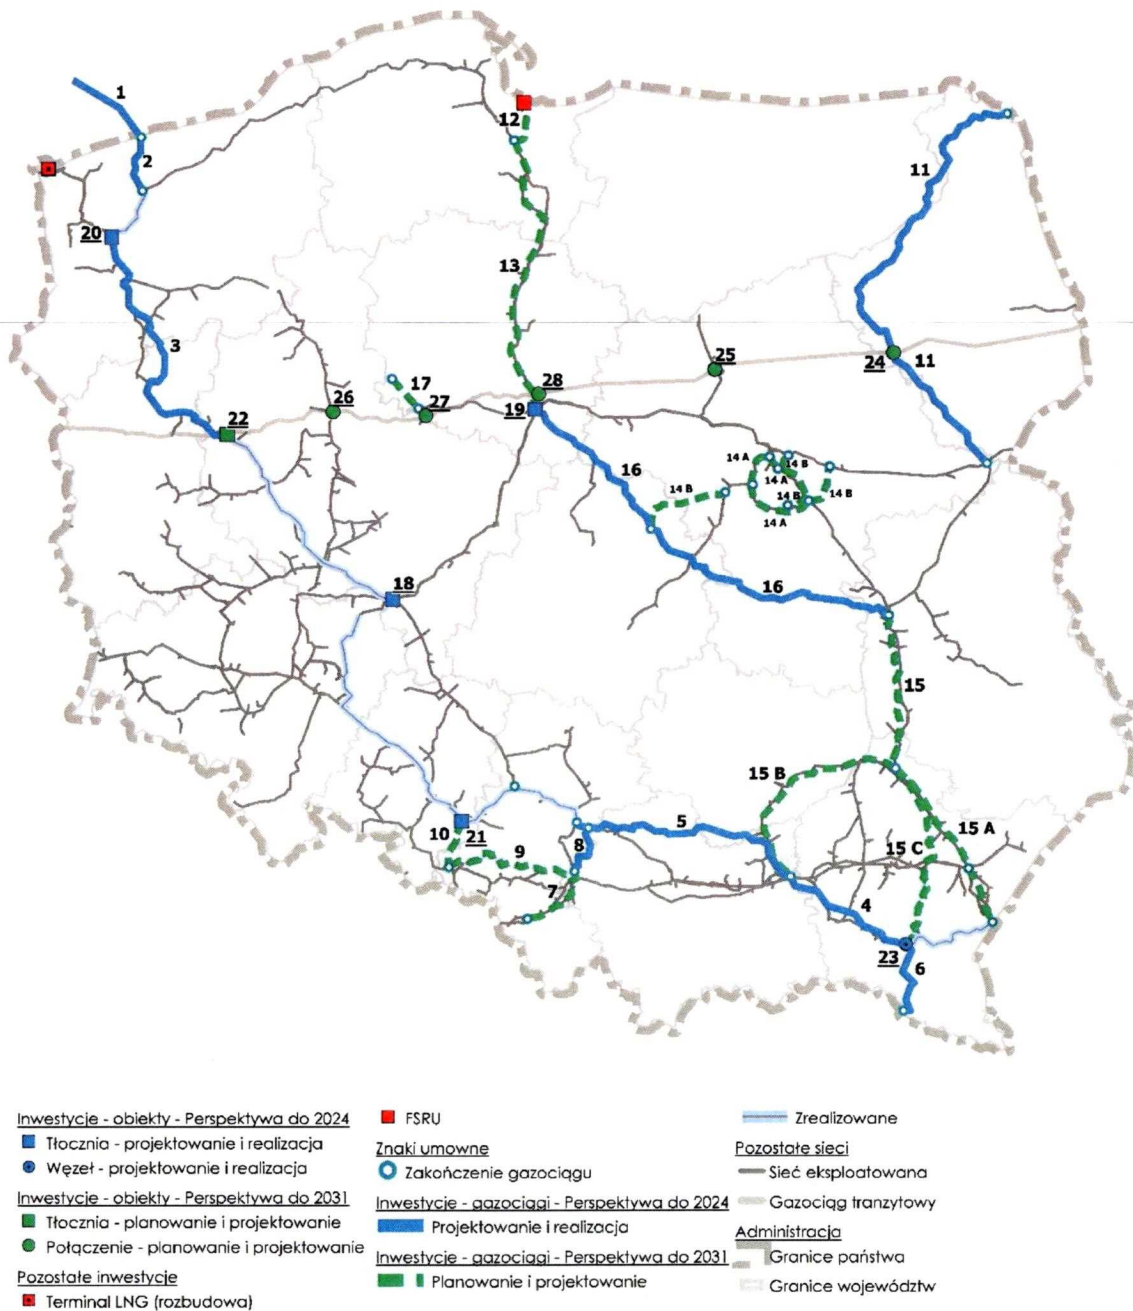 1
12
2
11
20
13
3
25
24
11
17
28
26
27
19
22
16
14 A
14 B
14 A
14 B
14 B
14 B
14 A
18
16
15
15 B
5
15 A
10
21
9
8
15 C
7
4
23
6
Inwestycje - obiekty - Perspektywa do 2024
Tłocznia - projektowanie i realizacja
Węzeł - projektowanie i realizacja
Inwestycje - obiekty - Perspektywa do 2031
Tłocznia - planowanie i projektowanie
Połączenie - planowanie i projektowanie
Pozostałe inwestycje
Terminal LNG (rozbudowa)
FSRU
Znaki umowne
Zakończenie gazociągu
Inwestycje - gazociągi - Perspektywa do 2024
Projektowanie i realizacja
Inwestycje - gazociągi - Perspektywa do 2031
Planowanie i projektowanie
Zrealizowane
Pozostałe sieci
Sieć eksploatowana
Gazociąg tranzytowy
Administracja
Granice państwa
Granice województw